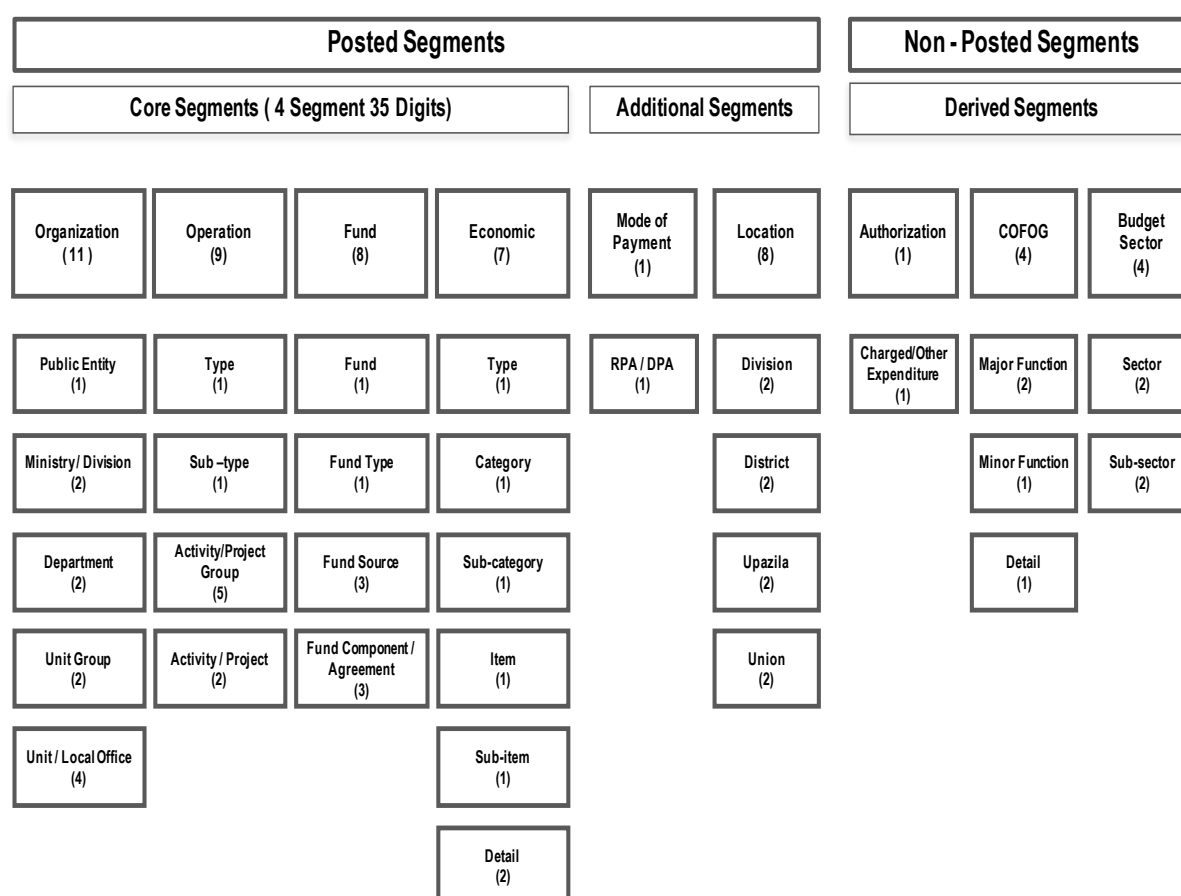 Posted Segments
Non - Posted Segments
Core Segments ( 4 Segment 35 Digits)
Additional Segments
Derived Segments
Organization
( 11 )
Operation
(9)
Fund
(8)
Economic
(7)
Mode of
Payment
(1)
Location
(8)
Authorization
(1)
COFOG
(4)
Budget
Sector
(4)
Public Entity
(1)
Type
(1)
Fund
(1)
Type
(1)
RPA / DPA
(1)
Division
(2)
Charged/Other
Expenditure
(1)
Major Function
(2)
Sector
(2)
Ministry / Division
(2)
Sub –type
(1)
Fund Type
(1)
Category
(1)
District
(2)
Minor Function
(1)
Sub-sector
(2)
Department
(2)
Activity/Project
Group
(5)
Fund Source
(3)
Sub-category
(1)
Upazila
(2)
Detail
(1)
Unit Group
(2)
Activity / Project
(2)
Fund Component /
Agreement
(3)
Item
(1)
Union
(2)
Unit / Local Office
(4)
Sub-item
(1)
Detail
(2)